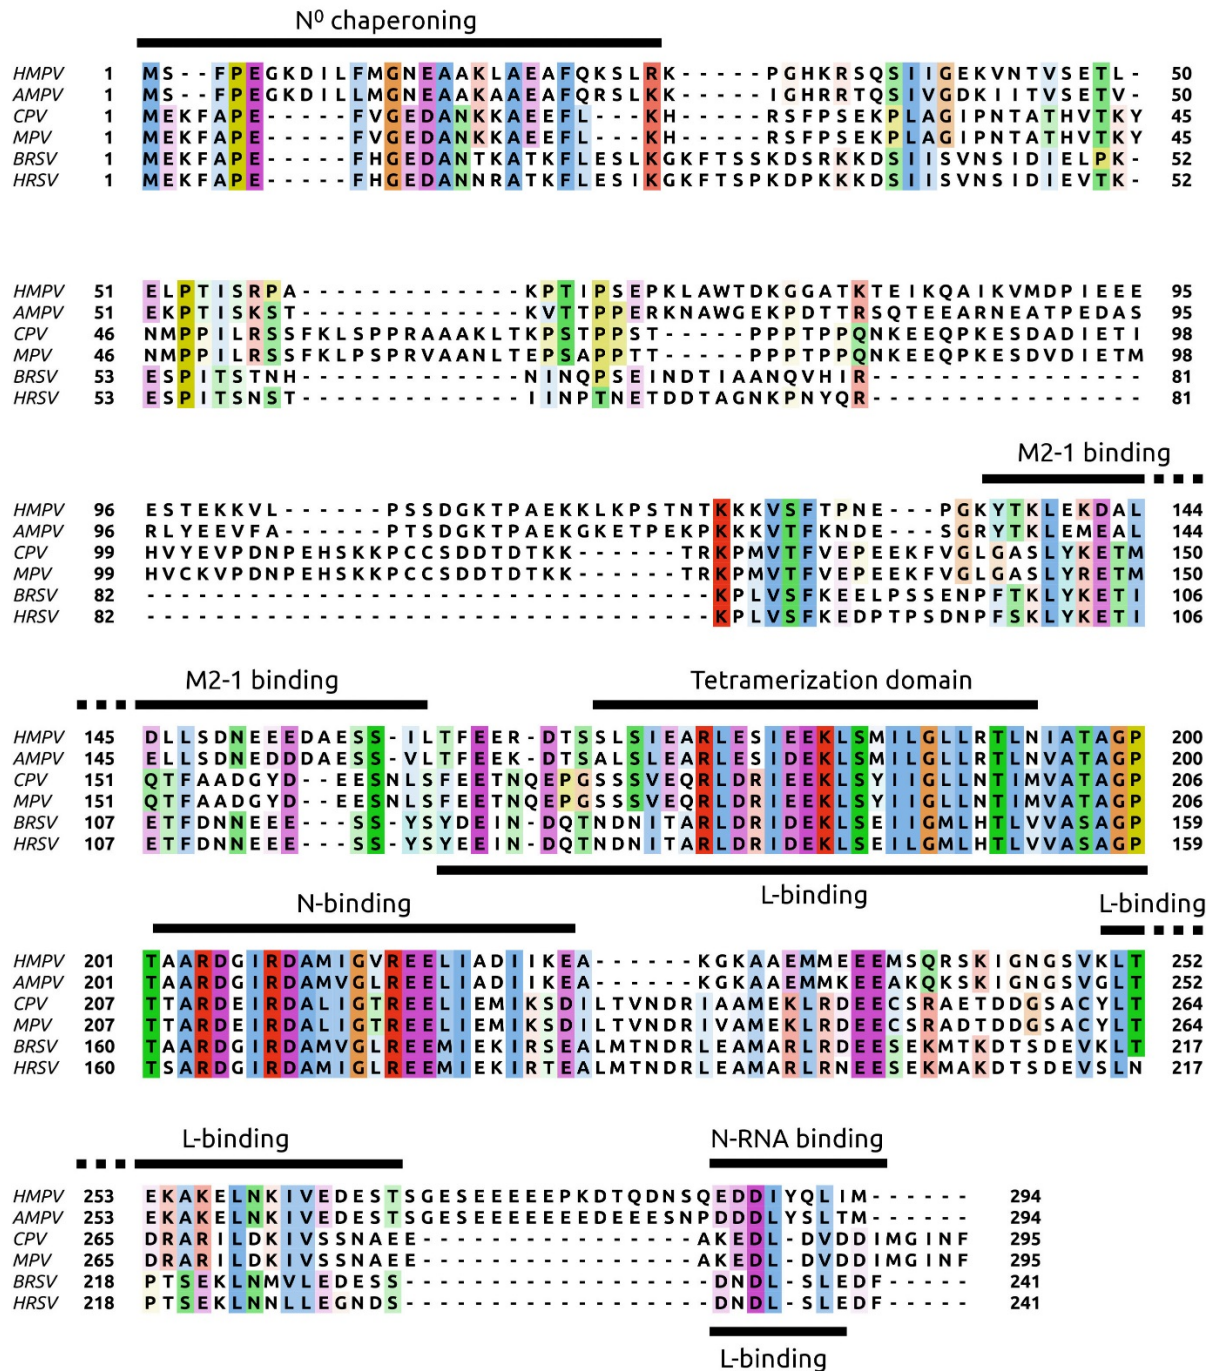 N⁰ chaperoning
HMPV 1 MS--FPEGKDILFMGNEAAKLAEAFQKSLRK-----PGHKRSQSIIGEKVNTVSETL- 50
AMPV 1 MS--FPEGKDILLMGNEAAKAAEAFQRSLKK-----IGHRRTQSIVGDKIITVSETV- 50
CPV 1 MEKFAPE-----FVGEDANKKAEEFL---KH-----RSFPSEKPLAGIPNTATHVTKY 45
MPV 1 MEKFAPE-----FVGEDANKKAEEFL---KH-----RSFPSEKPLAGIPNTATHVTKY 45
BRSV 1 MEKFAPE-----FHGEDANTKATKFLESLKGKFTSSKDSRKKDSIISVNSIDIELPK- 52
HRSV 1 MEKFAPE-----FHGEDANNRATKFLESIKGKFTSPKDPKKKDSIISVNSIDIEVTK- 52
HMPV 51 ELPTISRPA-------------KPTIPSEPKLAWTDKGGATKTEIKQAIKVMDPIEEE 95
AMPV 51 EKPTISKST-------------KVTTPPERKNAWGEKPDTTRSQTEEARNEATPEDAS 95
CPV 46 NMPPILRSSFKLSPPRAAAKLTKPSTPPST-----PPPTPPQNKEEQPKESDADIETI 98
MPV 46 NMPPILRSSFKLPSPRVAANLTEPSAPPTT-----PPPTPPQNKEEQPKESDVDIETM 98
BRSV 53 ESPITSTNH-------------NINQPSEINDTIAANQVHIR---------------- 81
HRSV 53 ESPITSNST-------------IINPTNETDDTAGNKPNYQR---------------- 81
M2-1 binding
HMPV 96 ESTEKKVL------PSSDGKTPAEKKLKPSTNTKKKVSFTPNE---PGKYTKLEKDAL 144
AMPV 96 RLYEEVFA------PTSDGKTPAEKGKETPEKPKKKVTFKNDE---SGRYTKLEMEAL 144
CPV 99 HVYEVPDNPEHSKKPCCSDDTDTKK------TRKPMVTFVEPEEKFVGLGASLYKETM 150
MPV 99 HVCKVPDNPEHSKKPCCSDDTDTKK------TRKPMVTFVEPEEKFVGLGASLYRETM 150
BRSV 82 ---------------------------------KPLVSFKEELPSSENPFTKLYKETI 106
HRSV 82 ---------------------------------KPLVSFKEDPTPSDNPFSKLYKETI 106
M2-1 binding Tetramerization domain
HMPV 145 DLLSDNEEEDAESS-ILTFEER-DTSSLSIEARLESIEEKLSMILGLLRTLNIATAGP 200
AMPV 145 ELLSDNEDDDAESSVLTFEEK-DTSALSLEARLESIEEKLSMILGLLRTLNVATAGP 200
CPV 151 QTFAADGYD--EESNLSFEETNQEPGSSSVEQRLDRIEEKLSYILGLLNTIMVATAGP 206
MPV 151 QTFAADGYD--EESNLSFEETNQEPGSSSVEQRLDRIEEKLSYIIGLLNTIMVATAGP 206
BRSV 107 ETFDNNEEE---SS-YSYDEIN-DQTNDNITARLDRIDEKLSEIIGMLHTLVVASAGP 159
HRSV 107 ETFDNNEEE---SS-YSYEEIN-DQTNDNITARLDRIDEKLSEILGMLHTLVVASAGP 159
N-binding L-binding L-binding
HMPV 201 TAARDGIRDAMIGVREELIADIIKEA------KGKAAEMMEEEMSQRSKIGNGSVKLT 252
AMPV 201 TAARDGIRDAMVGLREELIADIIKEA------KGKAAEMMKEEAKQKSKIGNGSVGLT 252
CPV 207 TTARDEIRDALIGTREELIEMIKSDILTVNDRIAAMEKLRDEECSRAETDDGSACYLT 264
MPV 207 TTARDEIRDALIGTREELIEMIKSDILTVNDRIVAMEKLRDEECSRADTDDGSACYLT 264
BRSV 160 TAARDGIRDAMVGLREEMIEKIRSEALMTNDRLEAMARLRDEESEKMTKDTSDEVKLT 217
HRSV 160 TSARDGIRDAMIGLREEMIEKIRTEALMTNDRLEAMARLRNEESEKMAKDTSDEVSLN 217
L-binding N-RNA binding
HMPV 253 EKAKELNKIVEDESTSGESEEEEEPKDTQDNSQEDDIYQLIM------ 294
AMPV 253 EKAKELNKIVEDESTSGESEEEEEEEDEEESNPDDDLYSLTM------ 294
CPV 265 DRARILDKIVSSNAEE----------------AKEDL-DVDDIMGINF 295
MPV 265 DRARILDKIVSSNAEE----------------AKEDL-DVDDIMGINF 295
BRSV 218 PTSEKLNMVLEDESS-----------------DNDL-SLEDF----- 241
HRSV 218 PTSEKLNNLLEGNDS-----------------DNDL-SLEDF----- 241
L-binding